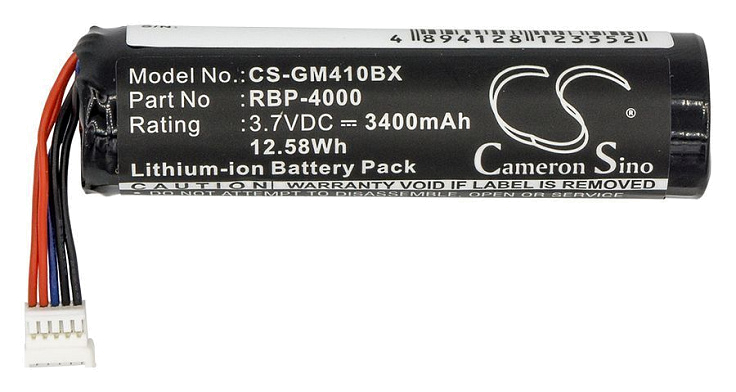 S/N:
4 894128 123552
Model No.:CS-GM410BX
Part No :RBP-4000
Rating :3.7VDC ⎓ 3400mAh
12.58Wh
Lithium-ion Battery Pack
CS
®
Cameron Sino
CAUTION WARRANTY VOID IF LABEL IS REMOVED
* DO NOT ATTEMPT TO DISASSEMBLE, OPEN OR SERVICE